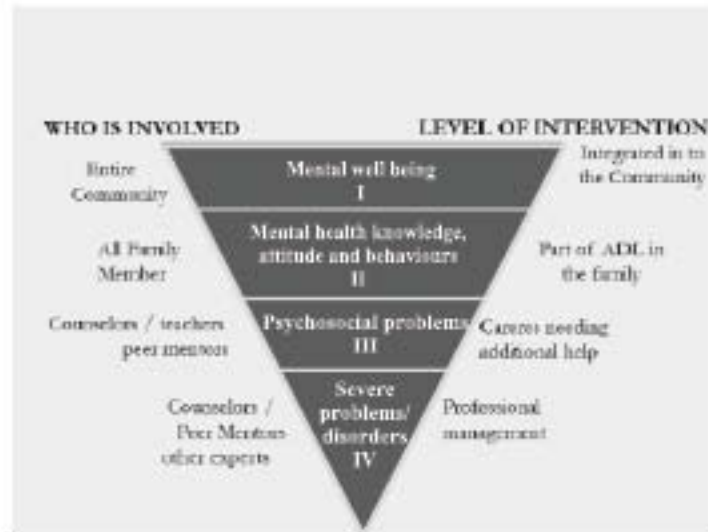 WHO IS INVOLVED
LEVEL OF INTERVENTION
Entire
Community
Mental well being
I
Integrated in to
the Community
All Family
Member
Mental health knowledge,
attitude and behaviours
II
Part of ADL in
the family
Counselors / teachers
peer mentors
Psychosocial problems
III
needing
additional help
Counselors /
Peer Mentors
other experts
Severe
problems/
disorders
IV
Professional
management